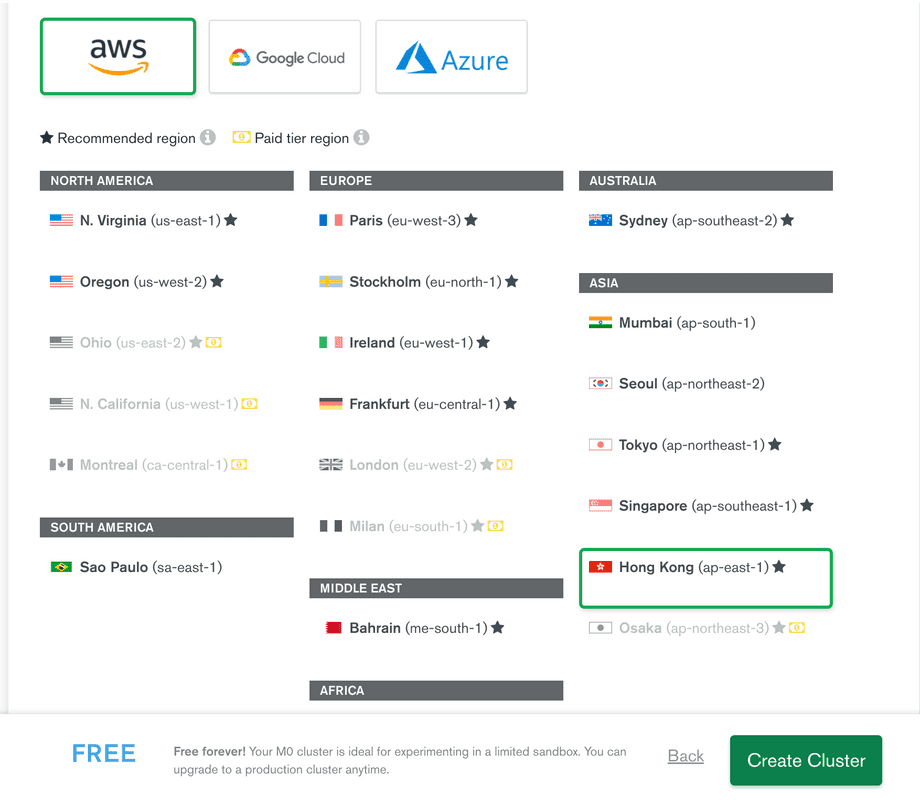 aws
Google Cloud
Azure
Recommended region
Paid tier region
NORTH AMERICA
N. Virginia (us-east-1)
Oregon (us-west-2)
Ohio (us-east-2)
N. California (us-west-1)
Montreal (ca-central-1)
SOUTH AMERICA
Sao Paulo (sa-east-1)
EUROPE
Paris (eu-west-3)
Stockholm (eu-north-1)
Ireland (eu-west-1)
Frankfurt (eu-central-1)
London (eu-west-2)
Milan (eu-south-1)
MIDDLE EAST
Bahrain (me-south-1)
AFRICA
AUSTRALIA
Sydney (ap-southeast-2)
ASIA
Mumbai (ap-south-1)
Seoul (ap-northeast-2)
Tokyo (ap-northeast-1)
Singapore (ap-southeast-1)
Hong Kong (ap-east-1)
Osaka (ap-northeast-3)
FREE
Free forever! Your M0 cluster is ideal for experimenting in a limited sandbox. You can
upgrade to a production cluster anytime.
Back
Create Cluster